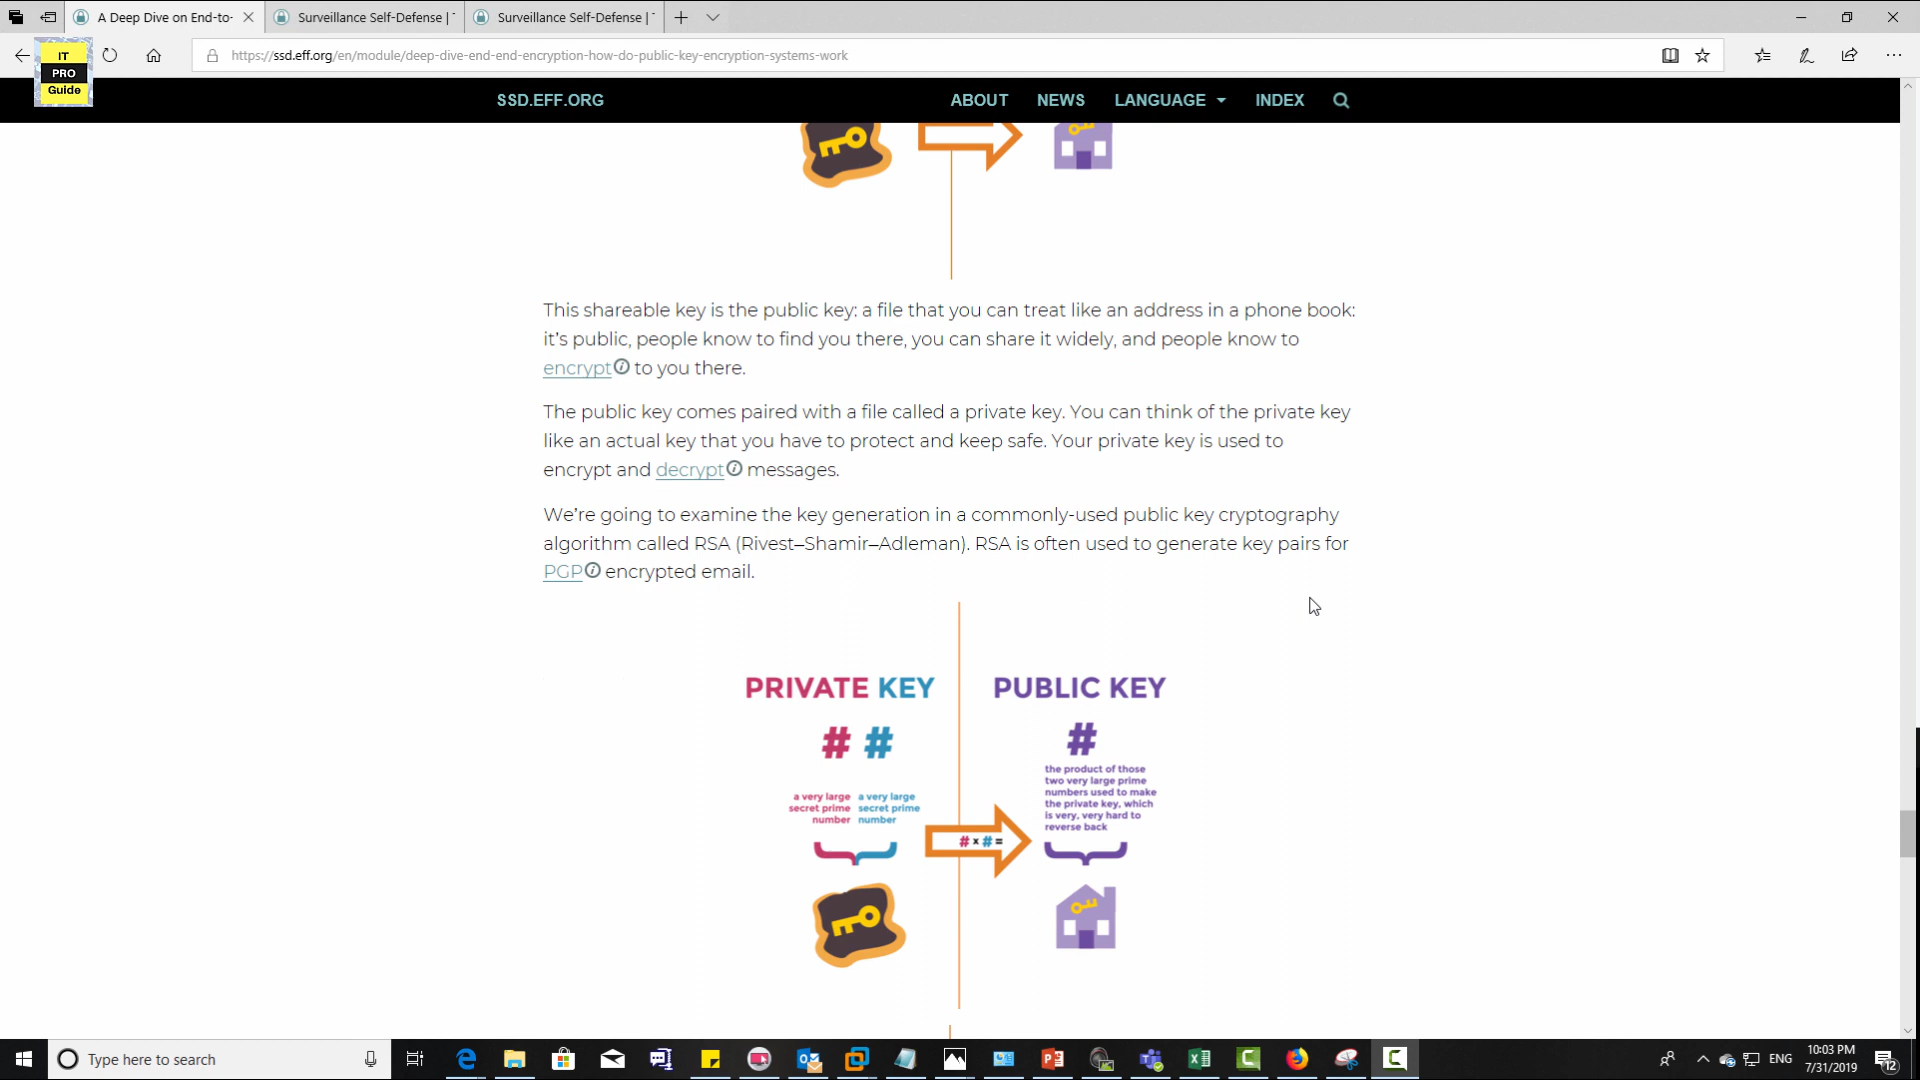 A Deep Dive on End-to-
Surveillance Self-Defense |
Surveillance Self-Defense |
IT
PRO
Guide
https://ssd.eff.org/en/module/deep-dive-end-end-encryption-how-do-public-key-encryption-systems-work
SSD.EFF.ORG
ABOUT
NEWS
LANGUAGE
INDEX
This shareable key is the public key: a file that you can treat like an address in a phone book:
it's public, people know to find you there, you can share it widely, and people know to
encrypt to you there.
The public key comes paired with a file called a private key. You can think of the private key
like an actual key that you have to protect and keep safe. Your private key is used to
encrypt and decrypt messages.
We're going to examine the key generation in a commonly-used public key cryptography
algorithm called RSA (Rivest–Shamir–Adleman). RSA is often used to generate key pairs for
PGP encrypted email.
PRIVATE KEY
# #
a very large
secret prime
number
a very large
secret prime
number
# x # =
PUBLIC KEY
#
the product of those
two very large prime
numbers used to make
the private key, which
is very, very hard to
reverse back
Type here to search
ENG
10:03 PM
7/31/2019
12